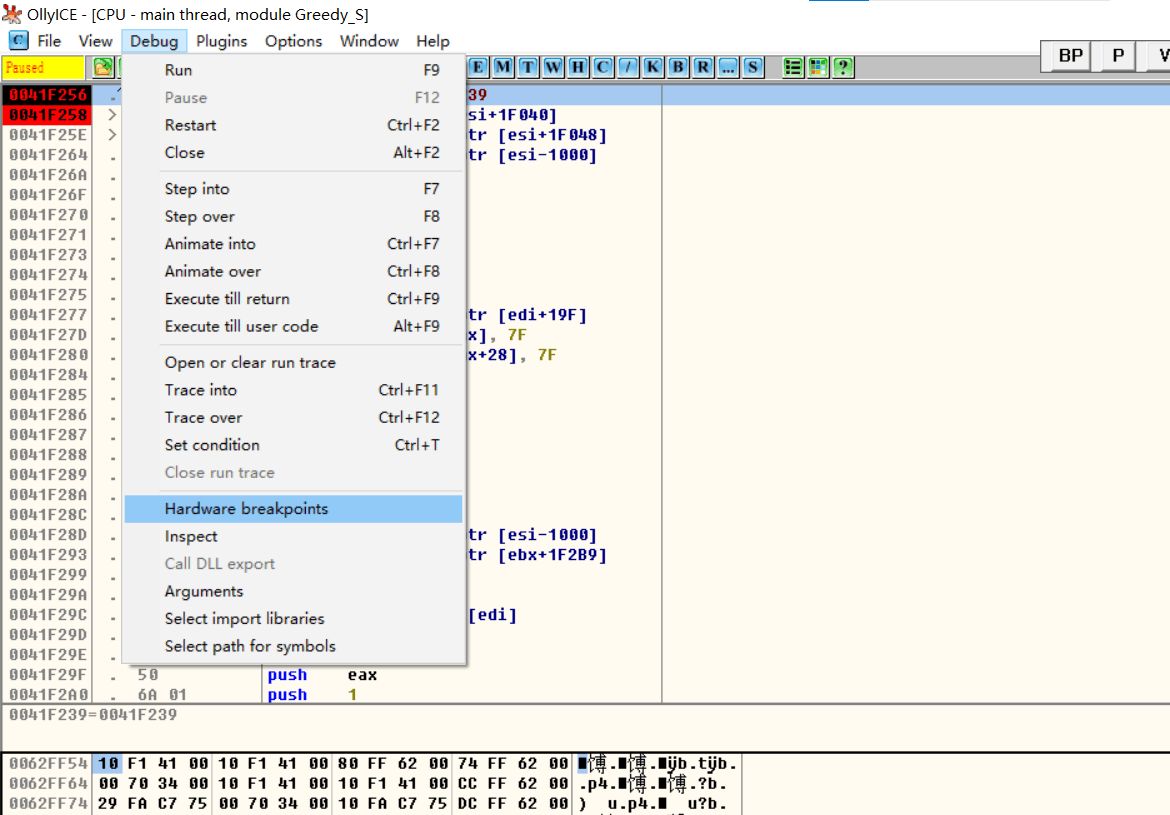 OllyICE - [CPU - main thread, module Greedy_S]
C File View Debug Plugins Options Window Help
Paused E M T W H C / K B R ... S ? BP P V
Run F9
Pause F12
Restart Ctrl+F2
Close Alt+F2
Step into F7
Step over F8
Animate into Ctrl+F7
Animate over Ctrl+F8
Execute till return Ctrl+F9
Execute till user code Alt+F9
Open or clear run trace
Trace into Ctrl+F11
Trace over Ctrl+F12
Set condition Ctrl+T
Close run trace
Hardware breakpoints
Inspect
Call DLL export
Arguments
Select import libraries
Select path for symbols
0041F256 . 39
0041F258 > si+1F040]
0041F25E > tr [esi+1F048]
0041F264 . tr [esi-1000]
0041F26A .
0041F26F .
0041F270 .
0041F271 .
0041F273 .
0041F274 .
0041F275 .
0041F277 . tr [edi+19F]
0041F27D . x], 7F
0041F280 . x+28], 7F
0041F284 .
0041F285 .
0041F286 .
0041F287 .
0041F288 .
0041F289 .
0041F28A .
0041F28C .
0041F28D . tr [esi-1000]
0041F293 . tr [ebx+1F2B9]
0041F299 .
0041F29A .
0041F29C . [edi]
0041F29D .
0041F29E .
0041F29F . 50 push eax
0041F2A0 . 6A 01 push 1
0041F239=0041F239
0062FF54 10 F1 41 00 10 F1 41 00 80 FF 62 00 74 FF 62 00
0062FF64 00 70 34 00 10 F1 41 00 10 F1 41 00 CC FF 62 00
0062FF74 29 FA C7 75 00 70 34 00 10 FA C7 75 DC FF 62 00